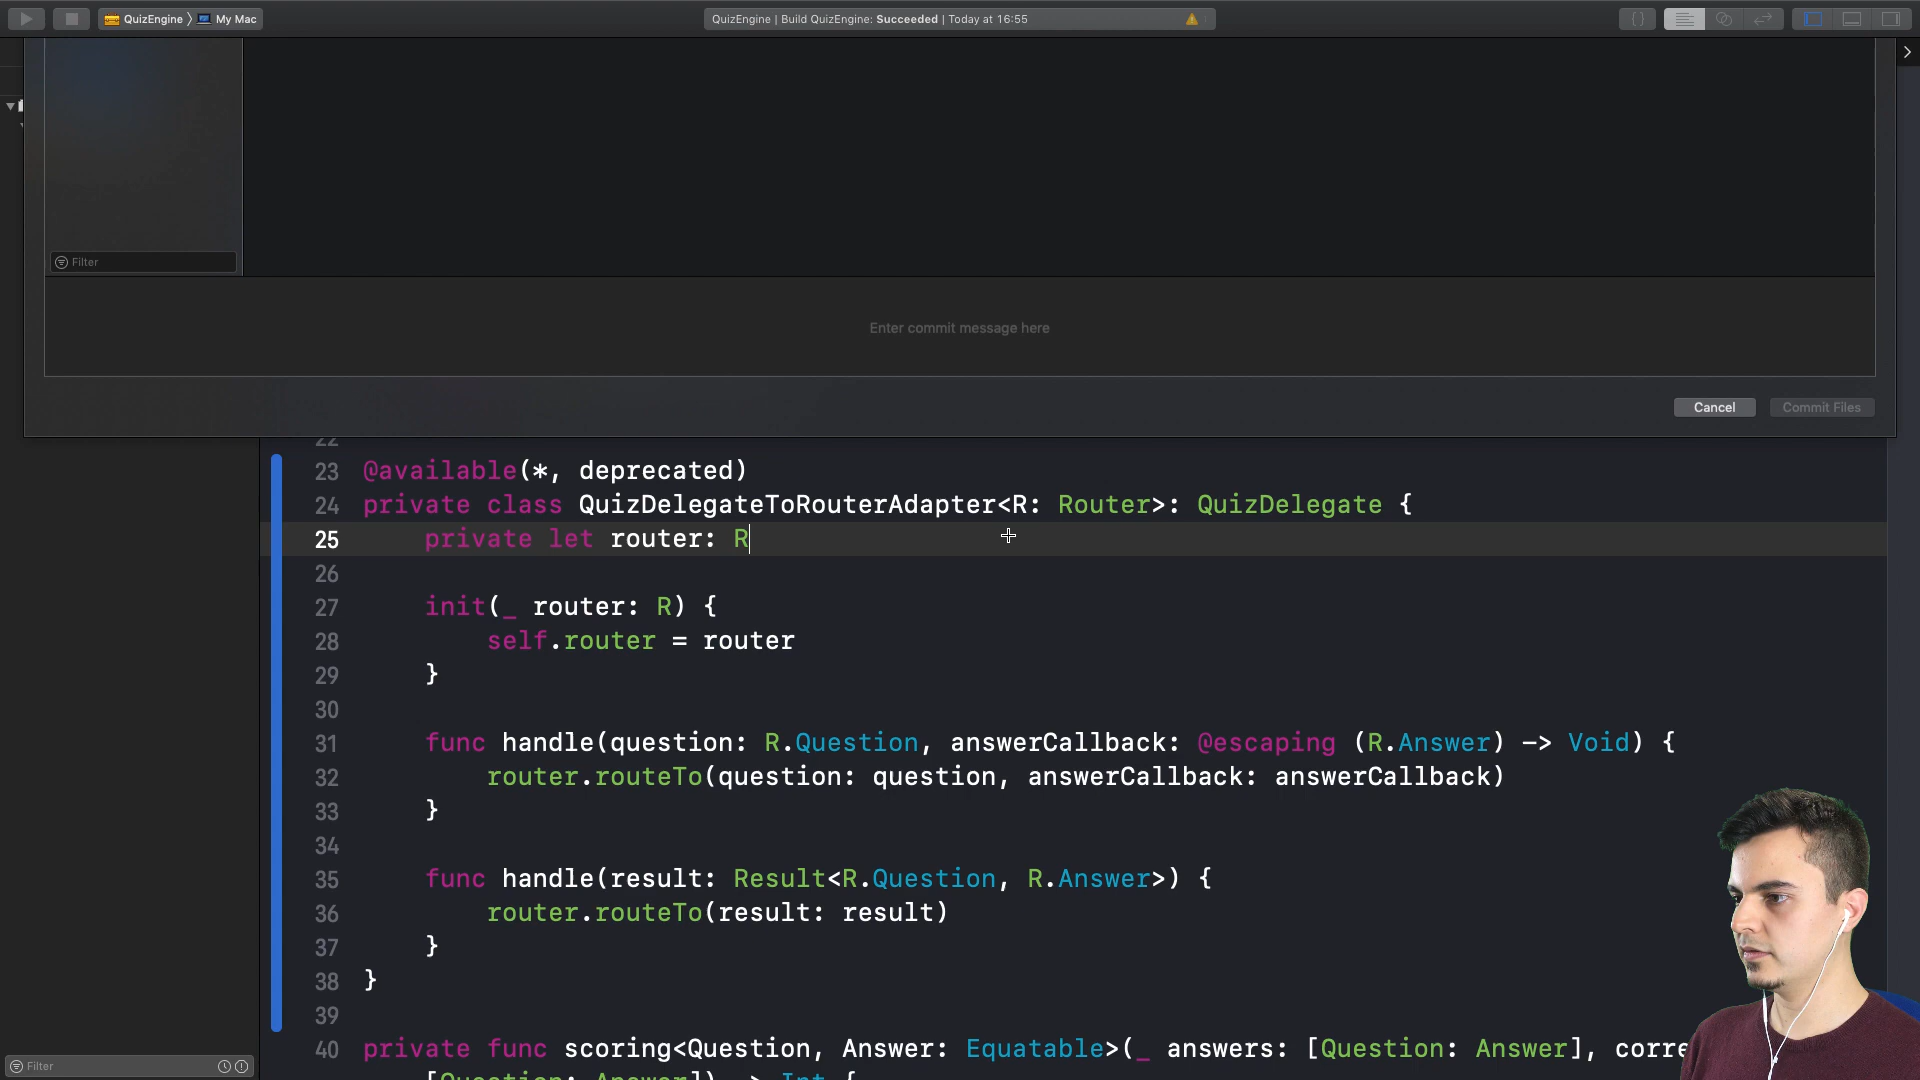 QuizEngine ⟩ My Mac
QuizEngine | Build QuizEngine: Succeeded | Today at 16:55
Filter
Enter commit message here
Cancel
Commit Files
22
23 @available(*, deprecated)
24 private class QuizDelegateToRouterAdapter<R: Router>: QuizDelegate {
25 private let router: R
26
27 init(_ router: R) {
28 self.router = router
29 }
30
31 func handle(question: R.Question, answerCallback: @escaping (R.Answer) -> Void) {
32 router.routeTo(question: question, answerCallback: answerCallback)
33 }
34
35 func handle(result: Result<R.Question, R.Answer>) {
36 router.routeTo(result: result)
37 }
38 }
39
40 private func scoring<Question, Answer: Equatable>(_ answers: [Question: Answer], corre
[Question: Answer]) -> Int {
Filter